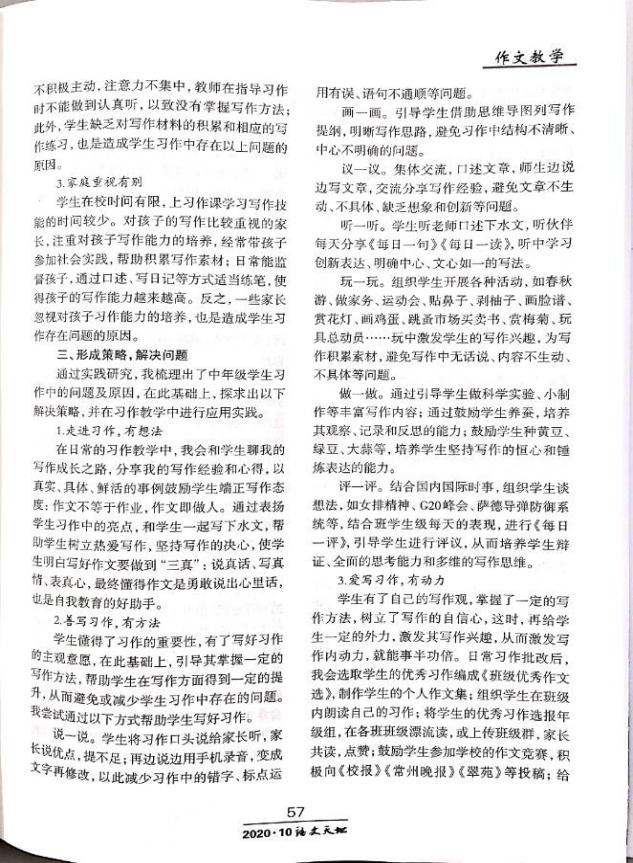 作文教学
不积极主动，注意力不集中，教师在指导习作
时不能做到认真听，以致没有掌握写作方法；
此外，学生缺乏对写作材料的积累和相应的写
作练习，也是造成学生习作中存在以上问题的
原因。
3.家庭重视有别
学生在校时间有限，上习作课学习写作技
能的时间较少。对孩子的写作比较重视的家
长，注重对孩子写作能力的培养，经常带孩子
参加社会实践，帮助积累写作素材；日常能监
督孩子，通过口述、写日记等方式适当练笔，使
得孩子的写作能力越来越高。反之，一些家长
忽视对孩子习作能力的培养，也是造成学生习
作存在问题的原因。
三、形成策略，解决问题
通过实践研究，我梳理出了中年级学生习
作中的问题及原因，在此基础上，探求出以下
解决策略，并在习作教学中进行应用实践。
1.走进习作，有想法
在日常的习作教学中，我会和学生聊我的
写作成长之路，分享我的写作经验和心得，以
真实、具体、鲜活的事例鼓励学生端正写作态
度：作文不等于作业，作文即做人。通过表扬
学生习作中的亮点，和学生一起写下水文，帮
助学生树立热爱写作，坚持写作的决心，使学
生明白写好作文要做到“三真”：说真话、写真
情、表真心，最终懂得作文是勇敢说出心里话，
也是自我教育的好助手。
2.善写习作，有方法
学生懂得了习作的重要性，有了写好习作
的主观意愿，在此基础上，引导其掌握一定的
写作方法，帮助学生在写作方面得到一定的提
升，从而避免或减少学生习作中存在的问题。
我尝试通过以下方式帮助学生写好习作。
说一说。学生将习作口头说给家长听，家
长说优点，提不足；再边说边用手机录音，变成
文字再修改，以此减少习作中的错字、标点运
用有误、语句不通顺等问题。
画一画。引导学生借助思维导图列写作
提纲，明晰写作思路，避免习作中结构不清晰、
中心不明确的问题。
议一议。集体交流，口述文章，师生边说
边写文章，交流分享写作经验，避免文章不生
动、不具体、缺乏想象和创新等问题。
听一听。学生听老师口述下水文，听伙伴
每天分享《每日一句》《每日一读》，听中学习
创新表达、明确中心、文心如一的写法。
玩一玩。组织学生开展各种活动，如春秋
游、做家务、运动会、贴鼻子、剥柚子、画脸谱、
赏花灯、画鸡蛋、跳蚤市场买卖书、赏梅菊、玩
具总动员……玩中激发学生的写作兴趣，为写
作积累素材，避免写作中无话说、内容不生动、
不具体等问题。
做一做。通过引导学生做科学实验、小制
作等丰富写作内容；通过鼓励学生养蚕，培养
其观察、记录和反思的能力；鼓励学生种黄豆、
绿豆、大蒜等，培养学生坚持写作的恒心和锤
炼表达的能力。
评一评。结合国内国际时事，组织学生谈
想法，如女排精神、G20峰会、萨德导弹防御系
统等，结合班学生级每天的表现，进行《每日
一评》，引导学生进行评议，从而培养学生辩
证、全面的思考能力和多维的写作思维。
3.爱写习作，有动力
学生有了自己的写作观，掌握了一定的写
作方法，树立了写作的自信心，这时，再给学
生一定的外力，激发其写作兴趣，从而激发写
作内动力，就能事半功倍。日常习作批改后，
我会选取学生的优秀习作编成《班级优秀作文
选》，制作学生的个人作文集；组织学生在班级
内朗读自己的习作；将学生的优秀习作选报年
级组，在各班班级漂流读，或上传班级群，家长
共读，点赞；鼓励学生参加学校的作文竞赛，积
极向《校报》《常州晚报》《翠苑》等投稿；给
57
2020·10语文天地